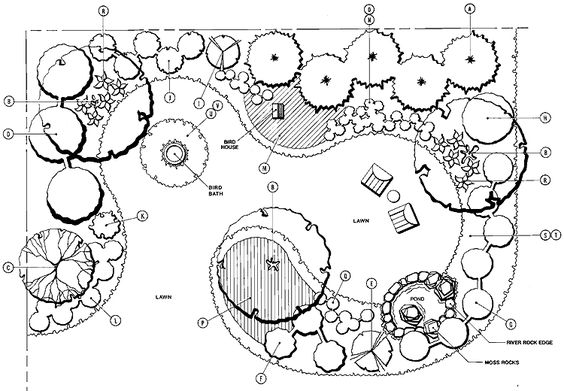 R
D
N
A
B
O
J
I
U V
BIRD
HOUSE
M
H
R
R
BIRD
BATH
B
K
LAWN
S T
C
LAWN
Q
E
POND
P
L
F
G
RIVER ROCK EDGE
MOSS ROCKS